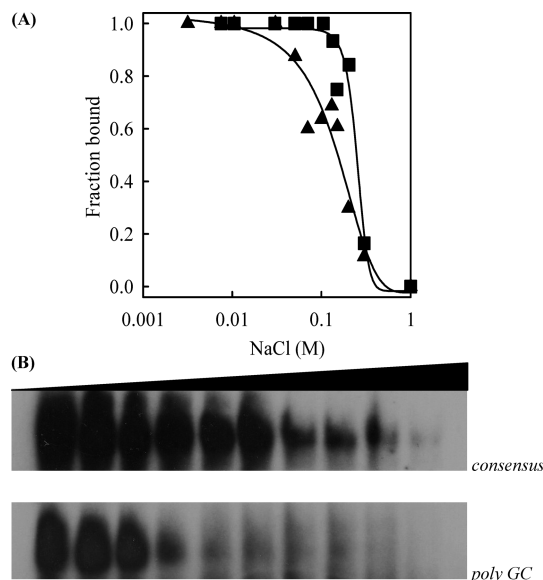 (A)
Fraction bound
1.0
0.8
0.6
0.4
0.2
0.0
0.001 0.01 0.1 1
NaCl (M)
(B)
consensus
poly GC